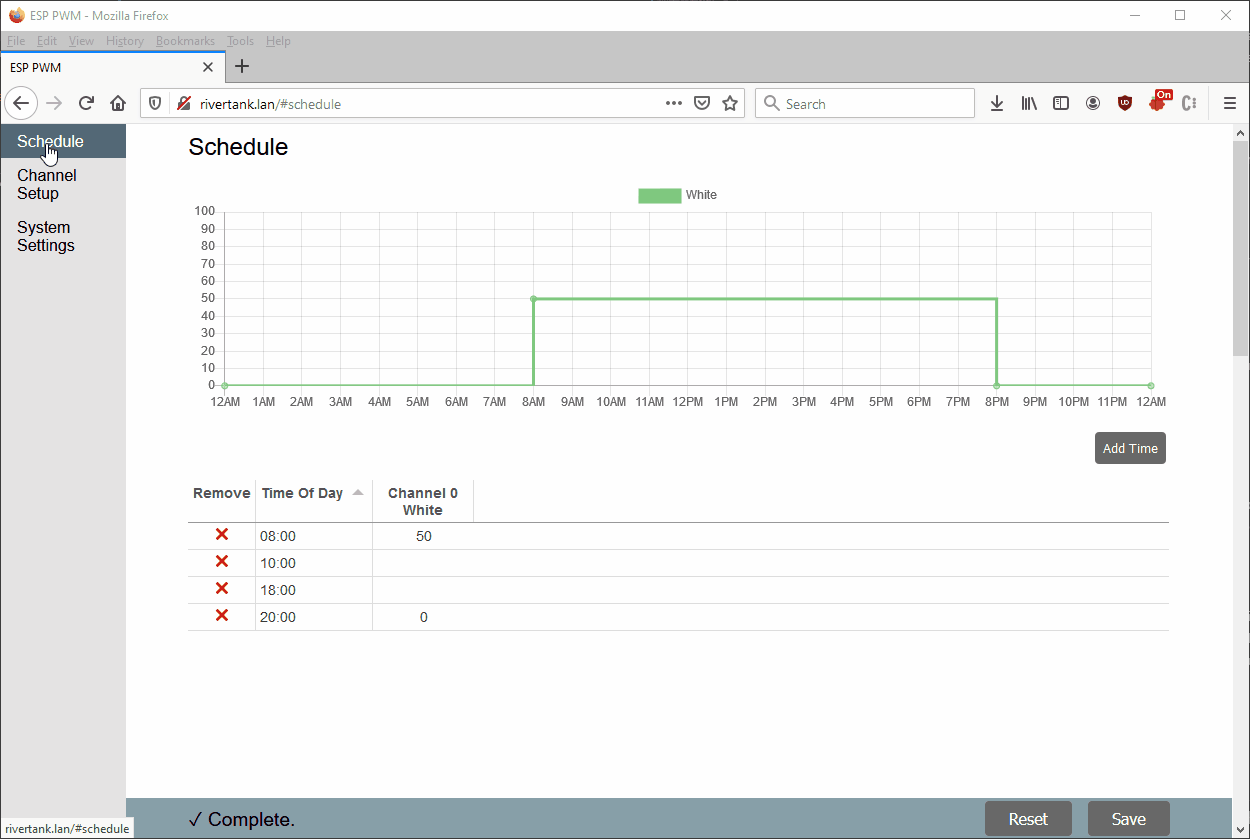 ESP PWM - Mozilla Firefox
File Edit View History Bookmarks Tools Help
ESP PWM
rivertank.lan/#schedule
Search
On
Schedule
Channel
Setup
System
Settings
Schedule
White
100
90
80
70
60
50
40
30
20
10
0
12AM 1AM 2AM 3AM 4AM 5AM 6AM 7AM 8AM 9AM 10AM 11AM 12PM 1PM 2PM 3PM 4PM 5PM 6PM 7PM 8PM 9PM 10PM 11PM 12AM
Add Time
Remove Time Of Day Channel 0
White
08:00 50
10:00
18:00
20:00 0
✓ Complete.
Reset Save
rivertank.lan/#schedule